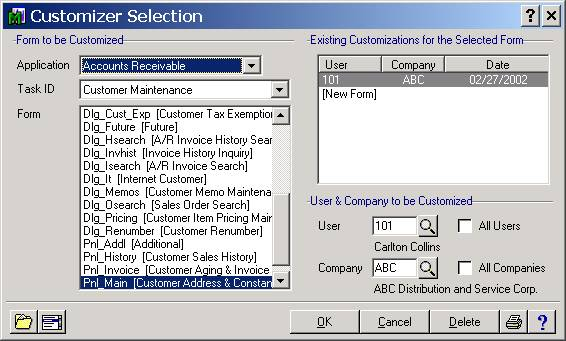 Customizer Selection
Form to be Customized
Application Accounts Receivable
Task ID Customer Maintenance
Form
Dlg_Cust_Exp [Customer Tax Exemption
Dlg_Future [Future]
Dlg_Hsearch [A/R Invoice History Sear
Dlg_Invhist [Invoice History Inquiry]
Dlg_Isearch [A/R Invoice Search]
Dlg_It [Internet Customer]
Dlg_Memos [Customer Memo Maintena
Dlg_Osearch [Sales Order Search]
Dlg_Pricing [Customer Item Pricing Main
Dlg_Renumber [Customer Renumber]
Pnl_Addl [Additional]
Pnl_History [Customer Sales History]
Pnl_Invoice [Customer Aging & Invoice
Pnl_Main [Customer Address & Constan
Existing Customizations for the Selected Form
User Company Date
101 ABC 02/27/2002
[New Form]
User & Company to be Customized
User 101 All Users
Carlton Collins
Company ABC All Companies
ABC Distribution and Service Corp.
OK Cancel Delete